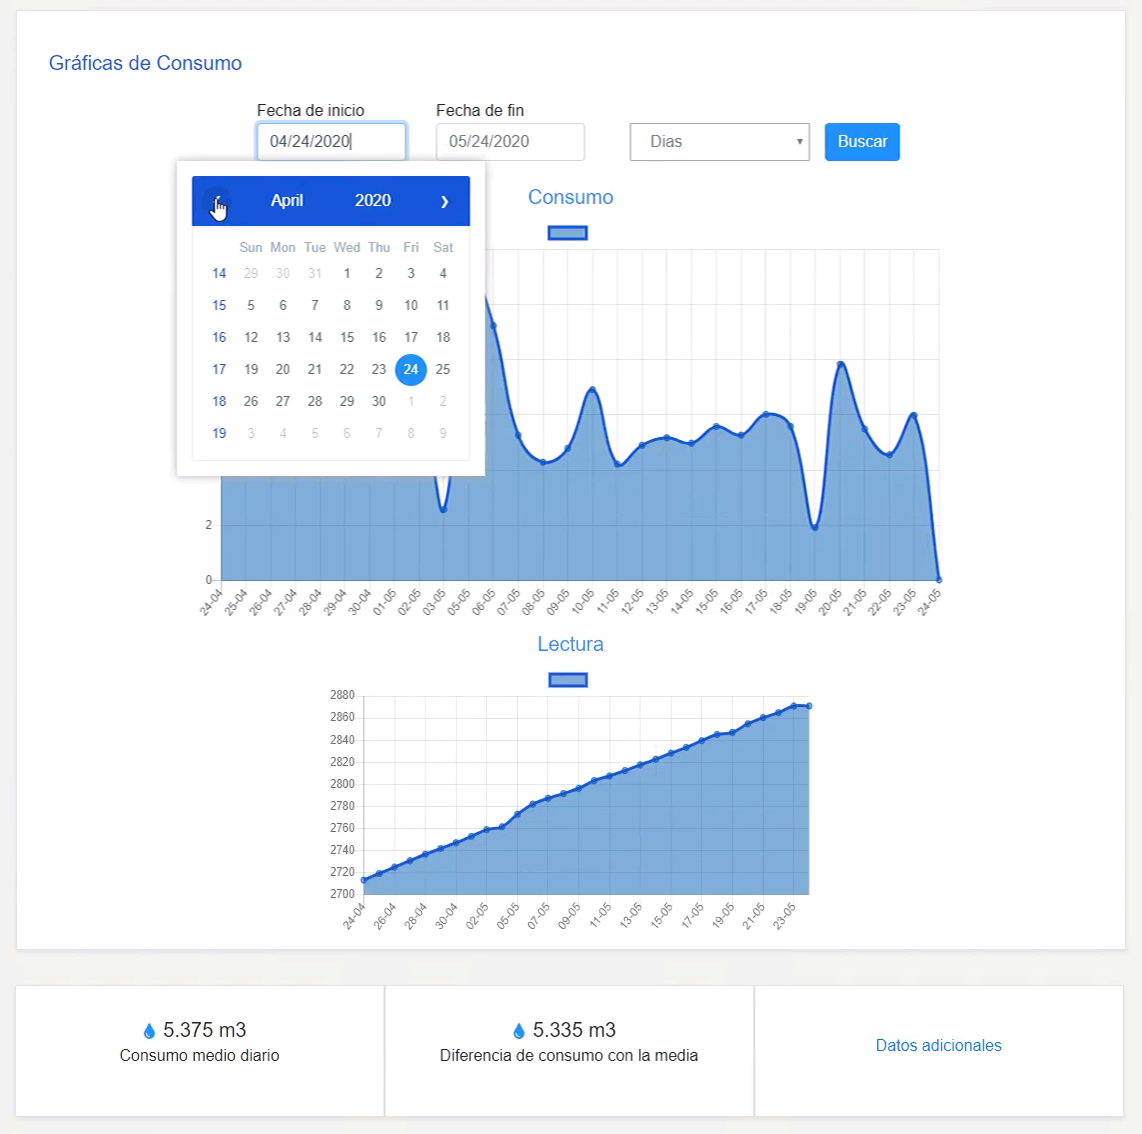 Gráficas de Consumo
Fecha de inicio Fecha de fin
04/24/2020 05/24/2020 Dias Buscar
April 2020
Consumo
Sun Mon Tue Wed Thu Fri Sat
14 29 30 31 1 2 3 4
15 5 6 7 8 9 10 11
16 12 13 14 15 16 17 18
17 19 20 21 22 23 24 25
18 26 27 28 29 30 1 2
19 3 4 5 6 7 8 9
2
0
24-04 25-04 26-04 27-04 28-04 29-04 30-04 01-05 02-05 03-05 05-05 06-05 07-05 08-05 09-05 10-05 11-05 12-05 13-05 14-05 15-05 16-05 17-05 18-05 19-05 20-05 21-05 22-05 23-05 24-05
Lectura
2880
2860
2840
2820
2800
2780
2760
2740
2720
2700
24-04 26-04 28-04 30-04 02-05 05-05 07-05 09-05 11-05 13-05 15-05 17-05 19-05 21-05 23-05
5.375 m3
Consumo medio diario
5.335 m3
Diferencia de consumo con la media
Datos adicionales